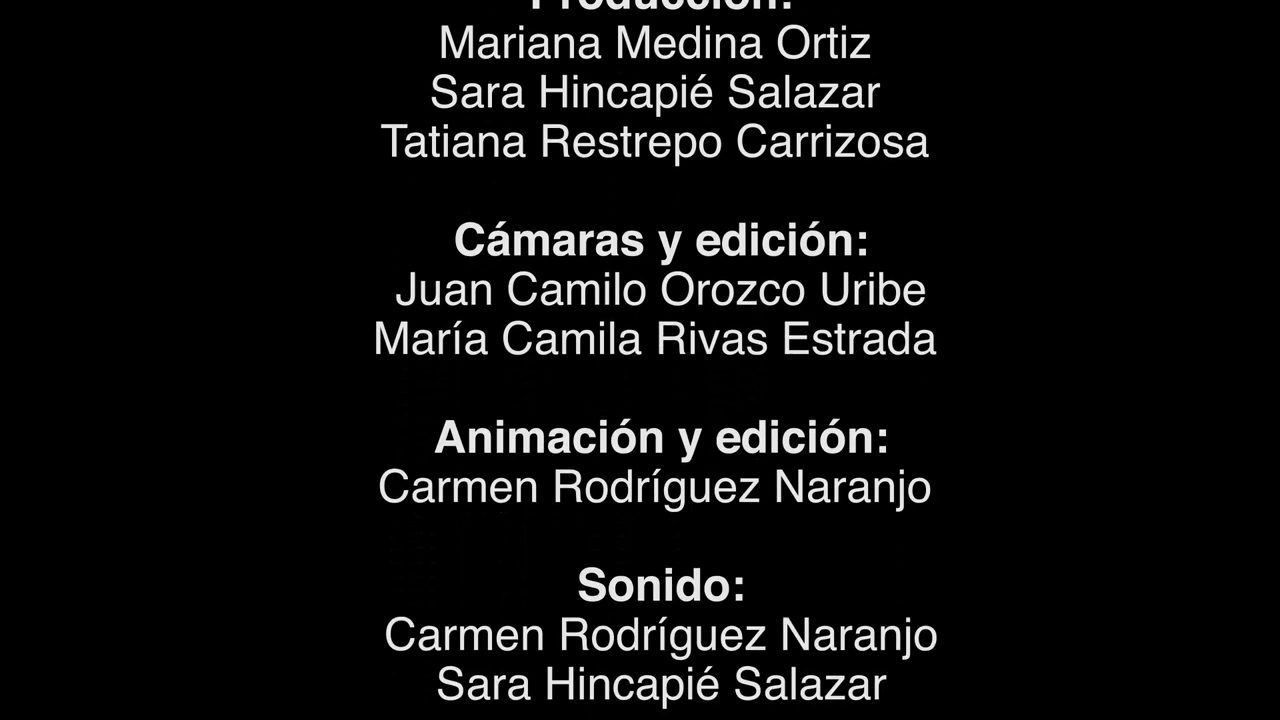 Producción:
Mariana Medina Ortiz
Sara Hincapié Salazar
Tatiana Restrepo Carrizosa
Cámaras y edición:
Juan Camilo Orozco Uribe
María Camila Rivas Estrada
Animación y edición:
Carmen Rodríguez Naranjo
Sonido:
Carmen Rodríguez Naranjo
Sara Hincapié Salazar